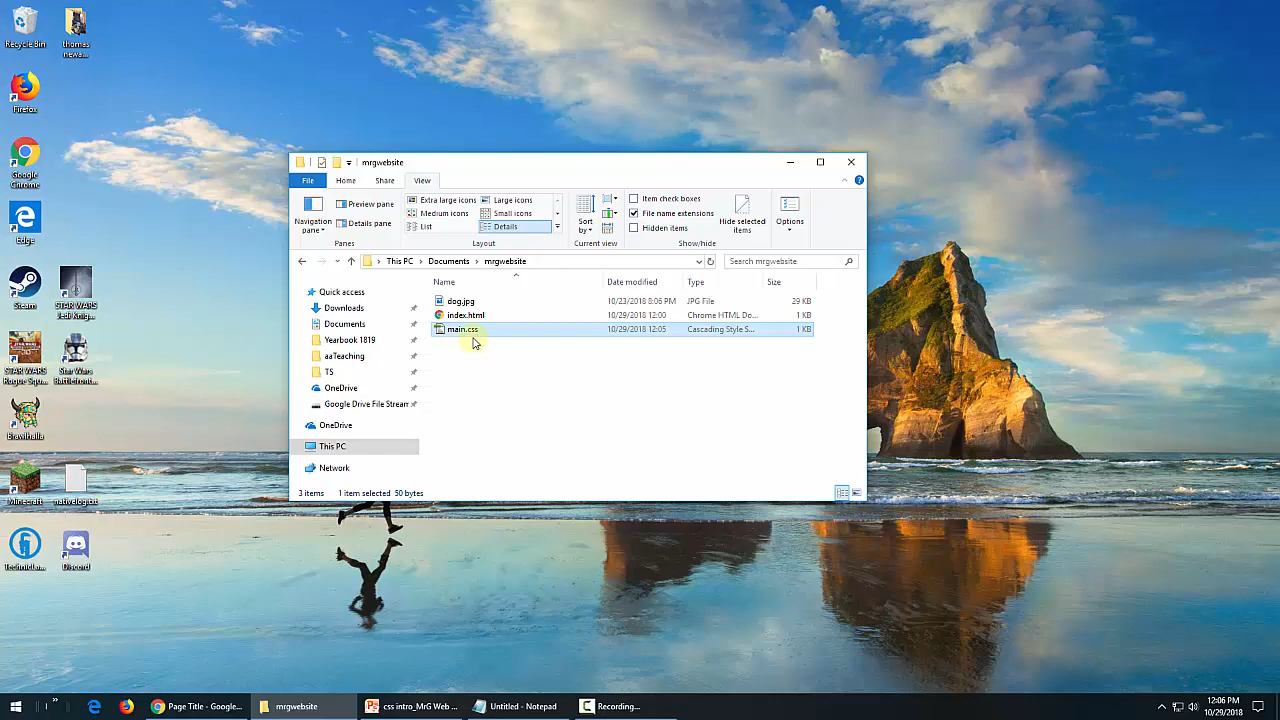 Recycle Bin
thomas newa...
Firefox
Google Chrome
Edge
Steam
STAR WARS Jedi Knig...
STAR WARS Rogue Squ...
Star Wars Battlefront...
Brawlhalla
Minecraft
nativelog.txt
Techniclau...
Discord
mrgwebsite
File
Home
Share
View
Navigation pane
Preview pane
Details pane
Panes
Extra large icons
Large icons
Medium icons
Small icons
List
Details
Layout
Sort by
Current view
Item check boxes
File name extensions
Hidden items
Hide selected items
Show/hide
Options
This PC > Documents > mrgwebsite
Search mrgwebsite
Name
Date modified
Type
Size
dog.jpg 10/23/2018 8:06 PM JPG File 29 KB
index.html 10/29/2018 12:00 Chrome HTML Do... 1 KB
main.css 10/29/2018 12:05 Cascading Style S... 1 KB
Quick access
Downloads
Documents
Yearbook 1819
aaTeaching
TS
OneDrive
Google Drive File Stream
OneDrive
This PC
Network
3 items 1 item selected 50 bytes
Page Title - Google...
mrgwebsite
css intro_MrG Web ...
Untitled - Notepad
Recording...
12:06 PM
10/29/2018